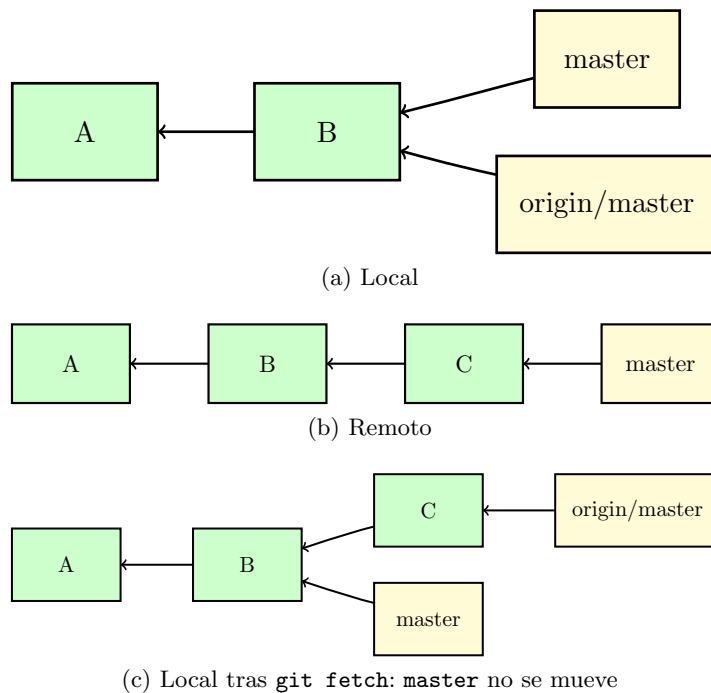 master
A
B
origin/master
(a) Local
A
B
C
master
(b) Remoto
C
origin/master
A
B
master
(c) Local tras git fetch: master no se mueve